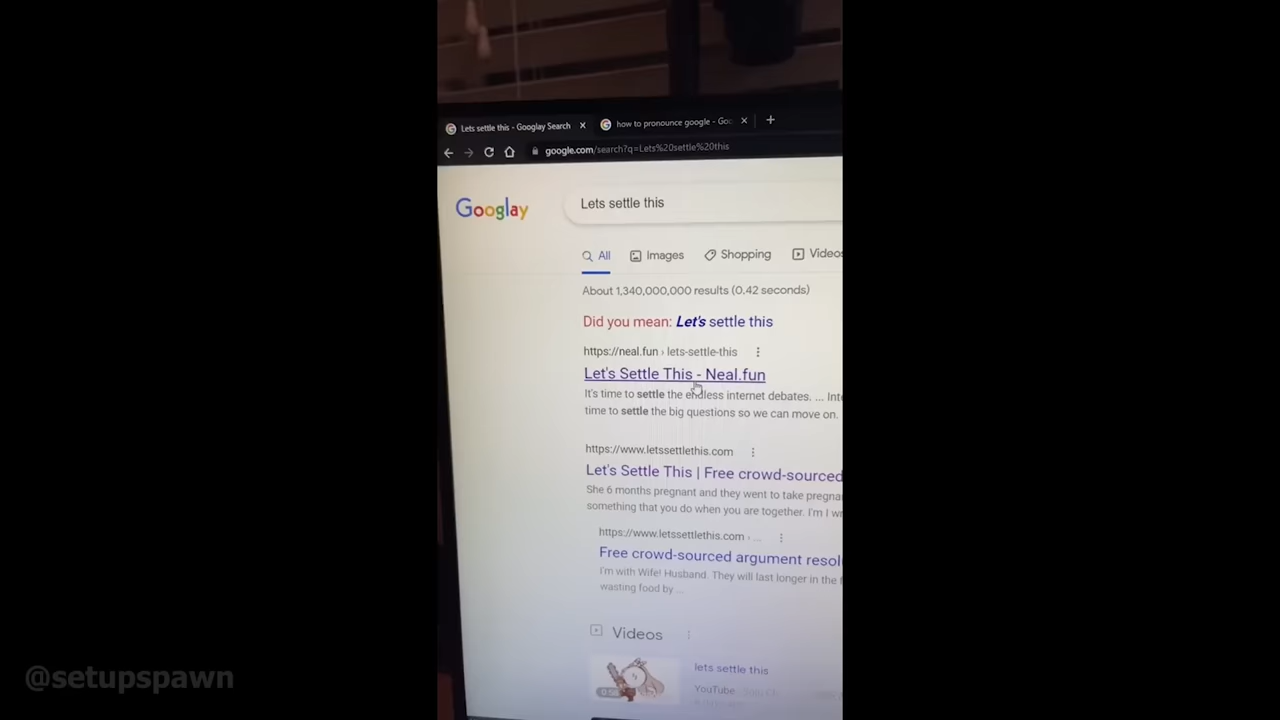 Lets settle this - Googlay Search
how to pronounce google - Goo
google.com/search?q=Lets%20settle%20this
Googlay
Lets settle this
All Images Shopping Videos
About 1,340,000,000 results (0.42 seconds)
Did you mean: Let's settle this
https://neal.fun › lets-settle-this
Let's Settle This - Neal.fun
It's time to settle the endless internet debates. ... Int
time to settle the big questions so we can move on.
https://www.letssettlethis.com
Let's Settle This | Free crowd-sourced
She 6 months pregnant and they went to take pregna
something that you do when you are together. I'm I w
https://www.letssettlethis.com › ...
Free crowd-sourced argument resol
I'm with Wife! Husband. They will last longer in the f
wasting food by ...
Videos
lets settle this
0:56
YouTube
@setupspawn